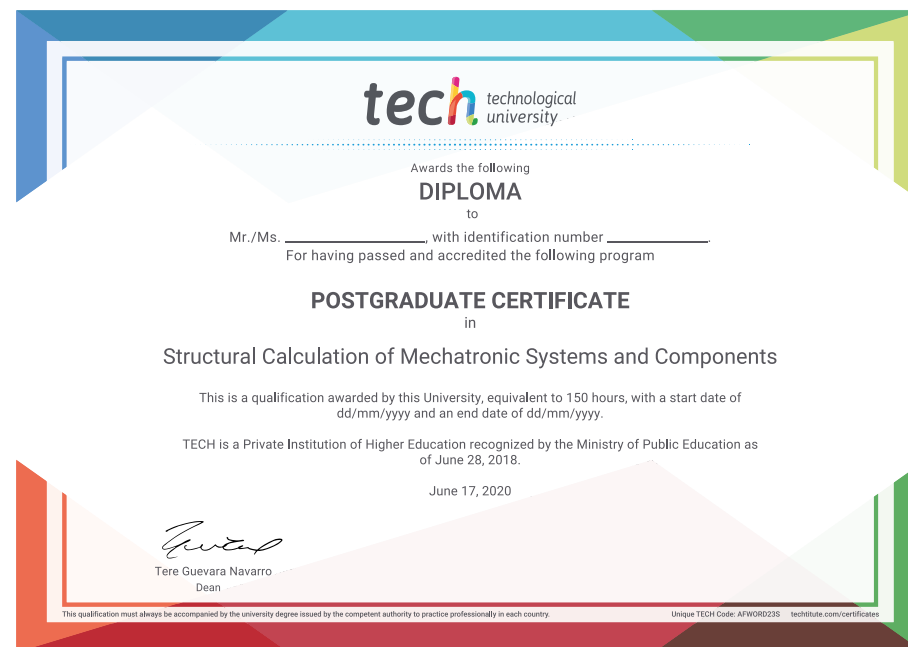 tech technological
university
Awards the following
DIPLOMA
to
Mr./Ms. ____________________, with identification number ______________.
For having passed and accredited the following program
POSTGRADUATE CERTIFICATE
in
Structural Calculation of Mechatronic Systems and Components
This is a qualification awarded by this University, equivalent to 150 hours, with a start date of
dd/mm/yyyy and an end date of dd/mm/yyyy.
TECH is a Private Institution of Higher Education recognized by the Ministry of Public Education as
of June 28, 2018.
June 17, 2020
Tere Guevara Navarro
Dean
This qualification must always be accompanied by the university degree issued by the competent authority to practice professionally in each country. Unique TECH Code: AFWORD23S techtitute.com/certificates